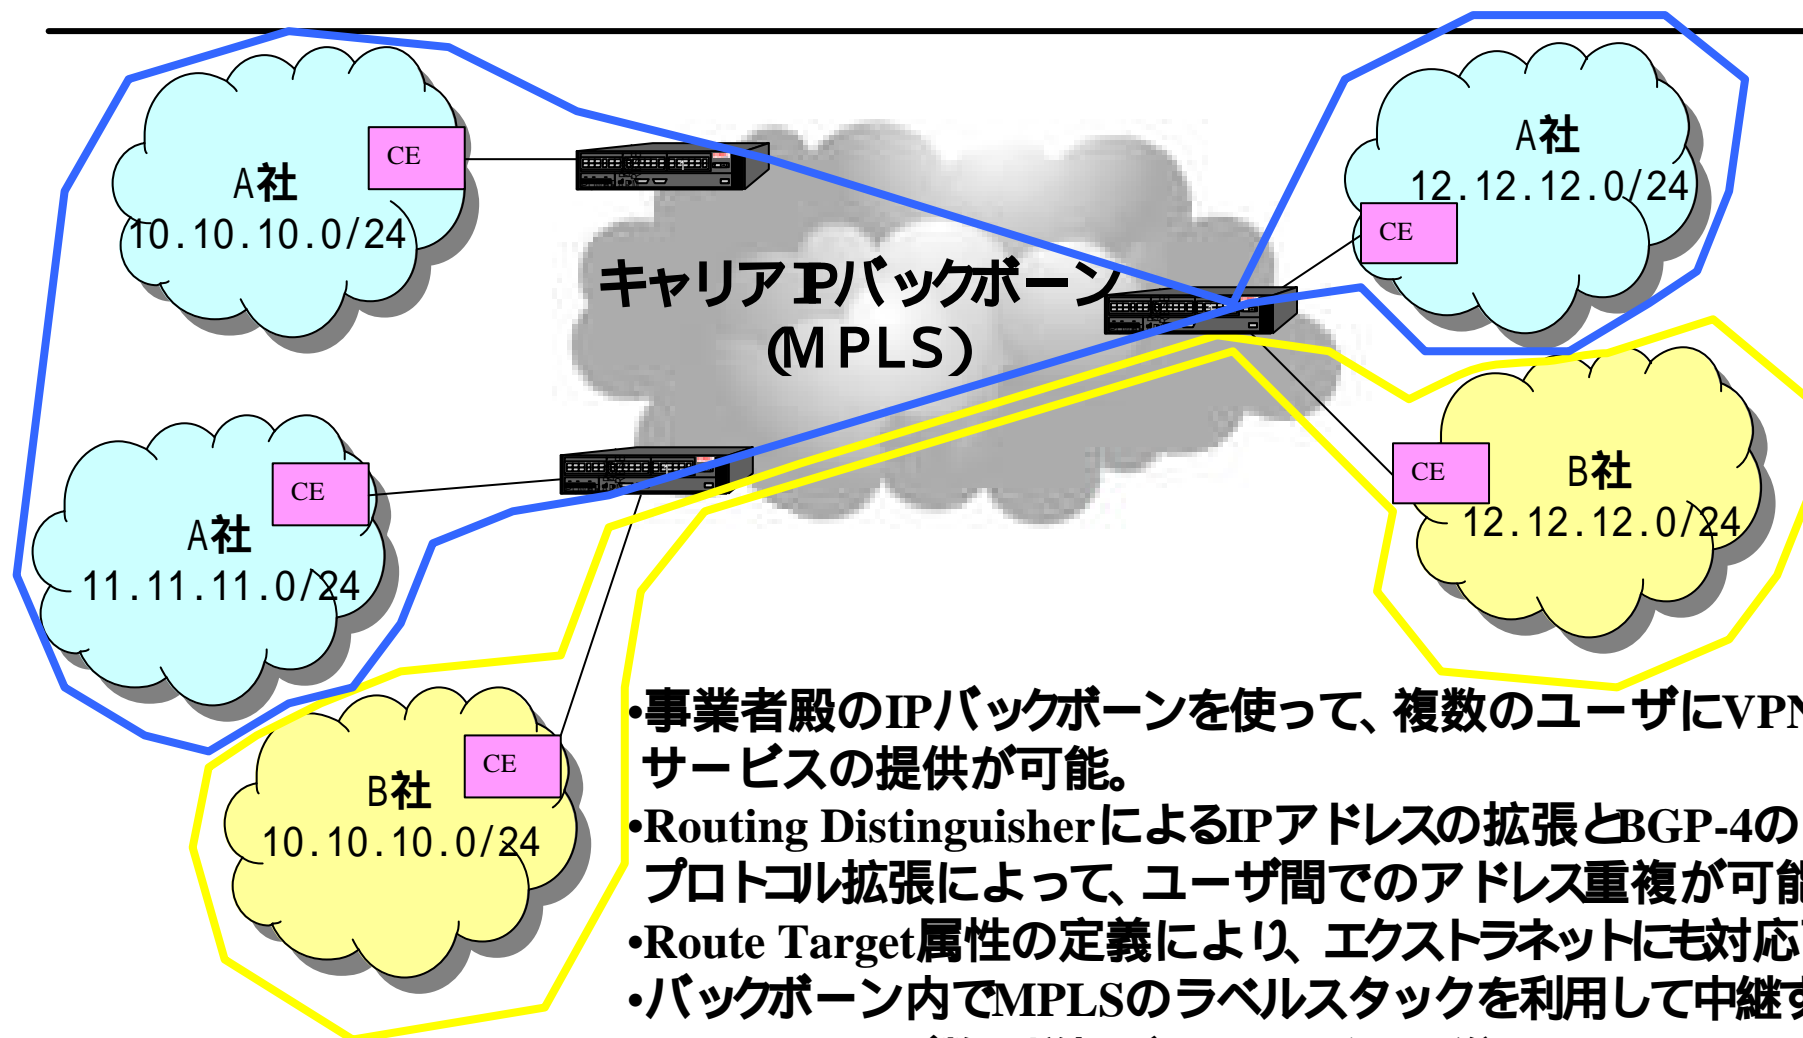 CE
A社
10.10.10.0/24
A社
12.12.12.0/24
CE
キャリアIPバックボーン
(MPLS)
CE
A社
11.11.11.0/24
CE
B社
12.12.12.0/24
CE
B社
10.10.10.0/24
•事業者殿のIPバックボーンを使って、複数のユーザにVPN
サービスの提供が可能。
•Routing DistinguisherによるIPアドレスの拡張とBGP-4の
プロトコル拡張によって、ユーザ間でのアドレス重複が可能
•Route Target属性の定義により、エクストラネットにも対応
•バックボーン内でMPLSのラベルスタックを利用して中継す